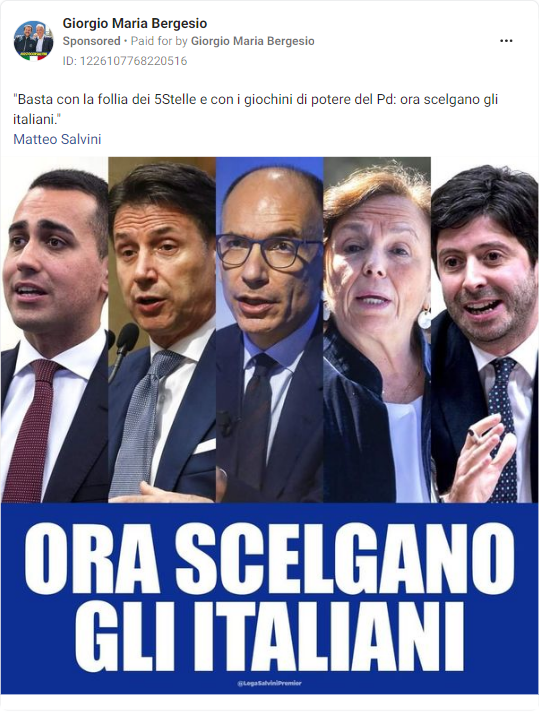 Giorgio Maria Bergesio
Sponsored • Paid for by Giorgio Maria Bergesio
ID: 1226107768220516
"Basta con la follia dei 5Stelle e con i giochini di potere del Pd: ora scelgano gli
italiani."
Matteo Salvini
ORA SCELGANO
GLI ITALIANI
@LegaSalviniPremier